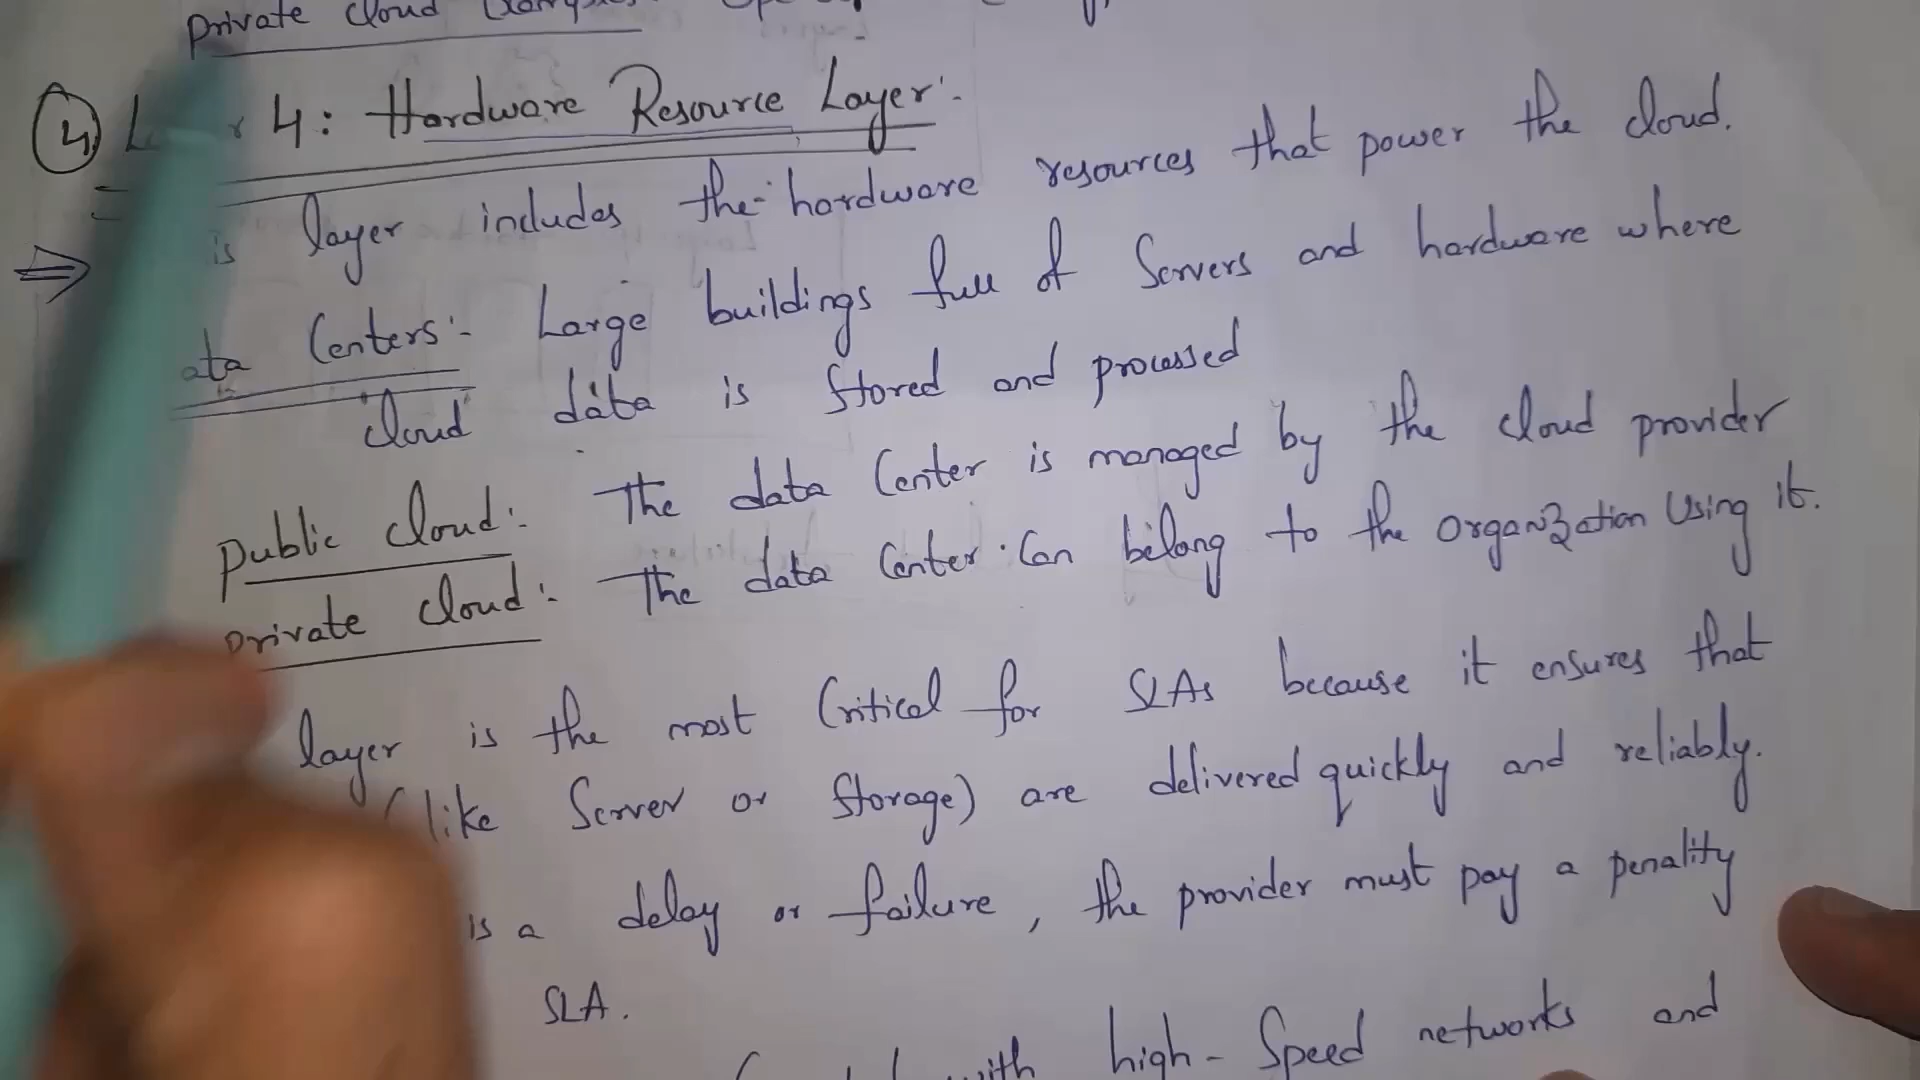 private cloud
④ 4: Hardware Resource Layer:-
is layer includes the hardware resources that power the cloud.
⇒
ata Centers:- Large buildings full of Servers and hardware where
cloud data is stored and processed
public cloud:- The data Center is managed by the cloud provider
private cloud:- The data Center Can belong to the Organization Using it.
layer is the most Critical for SLAs because it ensures that
(like Server or Storage) are delivered quickly and reliably.
is a delay or failure, the provider must pay a penality
SLA.
with high-Speed networks and